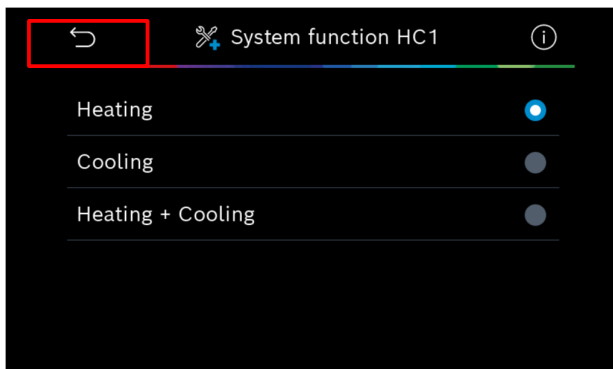 System function HC1
Heating
Cooling
Heating + Cooling